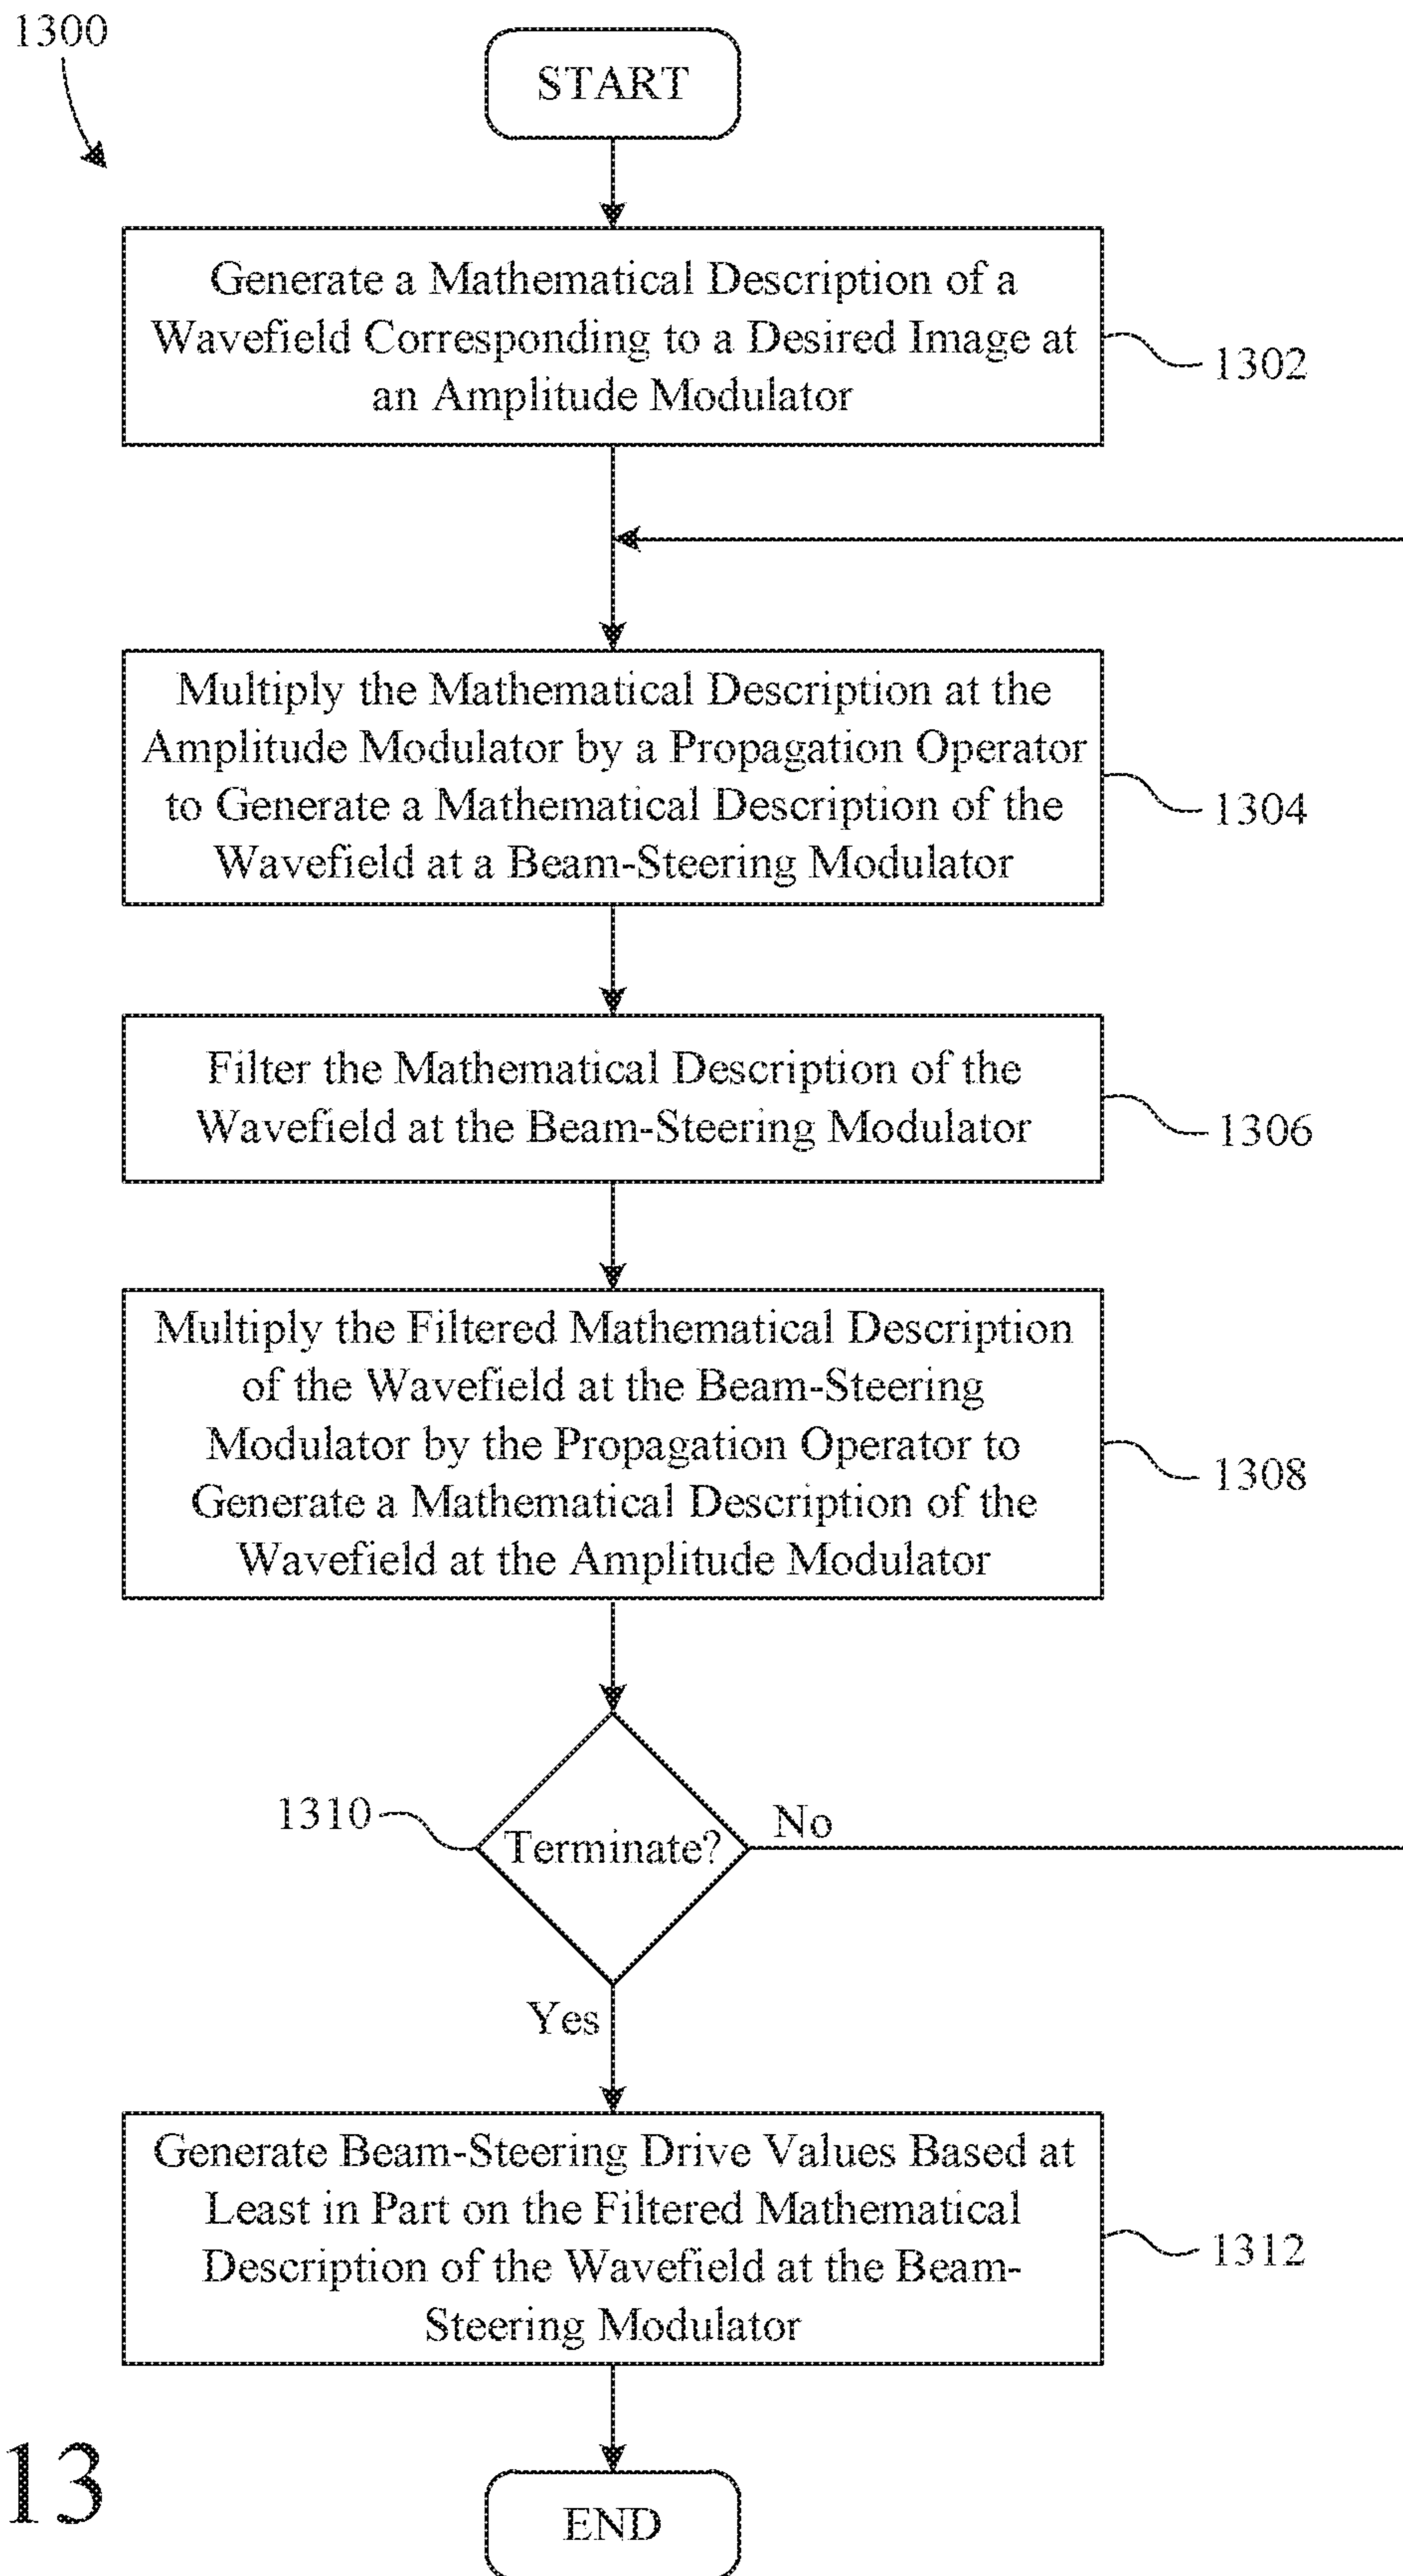 1300
START
Generate a Mathematical Description of a
Wavefield Corresponding to a Desired Image at
an Amplitude Modulator
1302
Multiply the Mathematical Description at the
Amplitude Modulator by a Propagation Operator
to Generate a Mathematical Description of the
Wavefield at a Beam-Steering Modulator
1304
Filter the Mathematical Description of the
Wavefield at the Beam-Steering Modulator
1306
Multiply the Filtered Mathematical Description
of the Wavefield at the Beam-Steering
Modulator by the Propagation Operator to
Generate a Mathematical Description of the
Wavefield at the Amplitude Modulator
1308
1310
Terminate?
No
Yes
Generate Beam-Steering Drive Values Based at
Least in Part on the Filtered Mathematical
Description of the Wavefield at the Beam-
Steering Modulator
1312
13
END